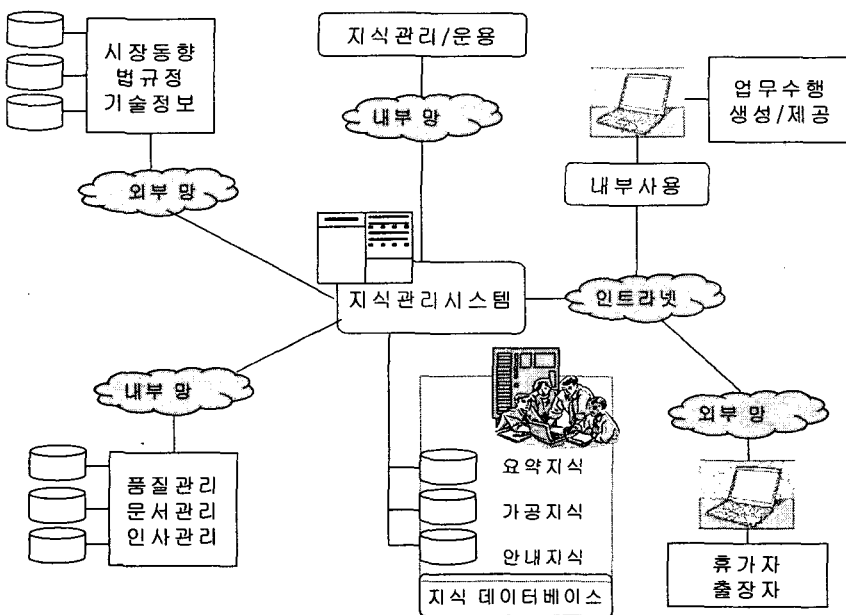 시장동향
법규정
기술정보
지식관리/운용
업무수행
생성/제공
외부 망
내부 망
내부사용
지식관리시스템
인트라넷
내부 망
외부 망
품질관리
문서관리
인사관리
요약지식
가공지식
안내지식
지식 데이터베이스
휴가자
출장자